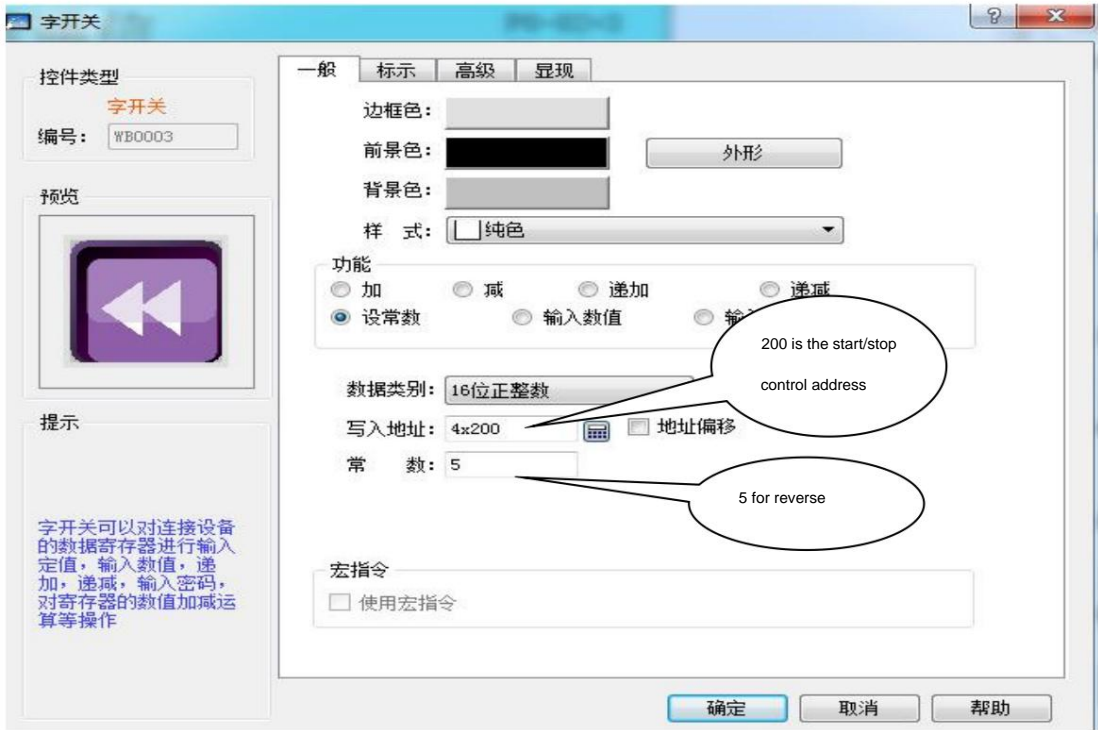 字开关
控件类型
字开关
编号: WB0003
预览
提示
字开关可以对连接设备
的数据寄存器进行输入
定值，输入数值，递
加，递减，输入密码，
对寄存器的数值加减运
算等操作
一般 标示 高级 显现
边框色:
前景色: 外形
背景色:
样 式: 纯色
功能
加 减 递加 递减
设常数 输入数值
200 is the start/stop
control address
数据类别: 16位正整数
写入地址: 4x200 地址偏移
常 数: 5
5 for reverse
宏指令
使用宏指令
确定 取消 帮助